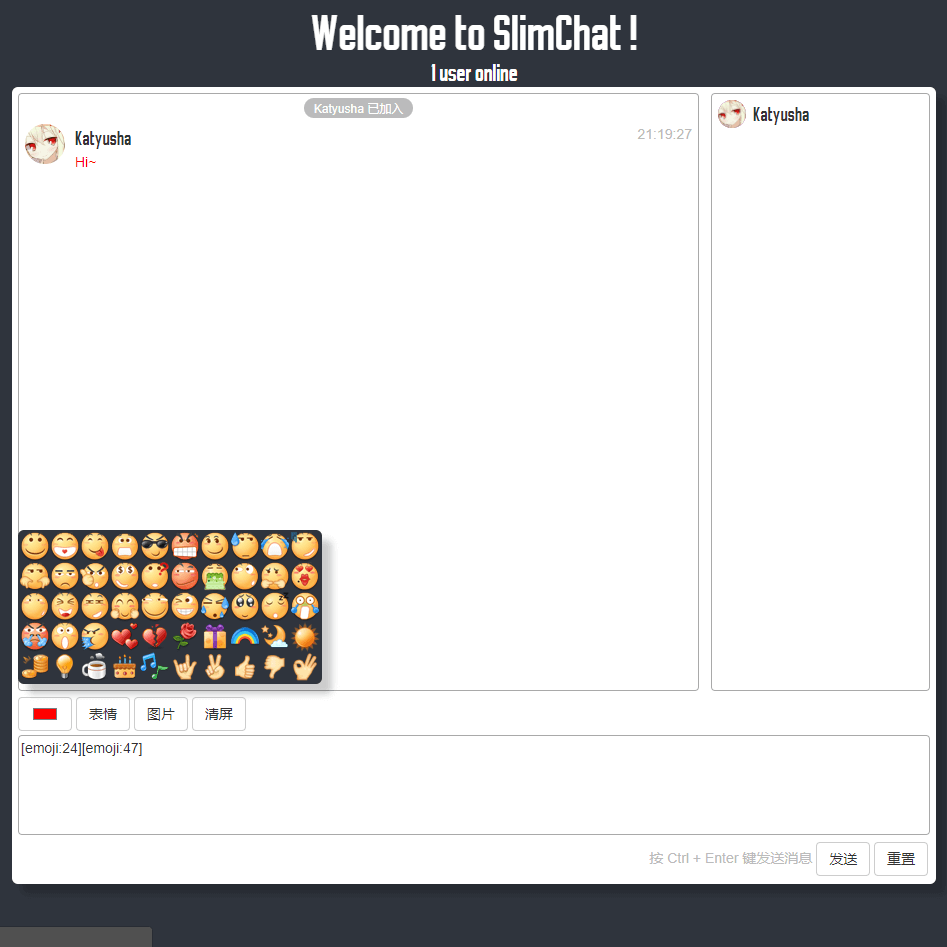 Welcome to SlimChat !
1 user online
Katyusha 已加入
Katyusha
21:19:27
Hi~
Katyusha
表情
图片
清屏
[emoji:24][emoji:47]
按 Ctrl + Enter 键发送消息
发送
重置